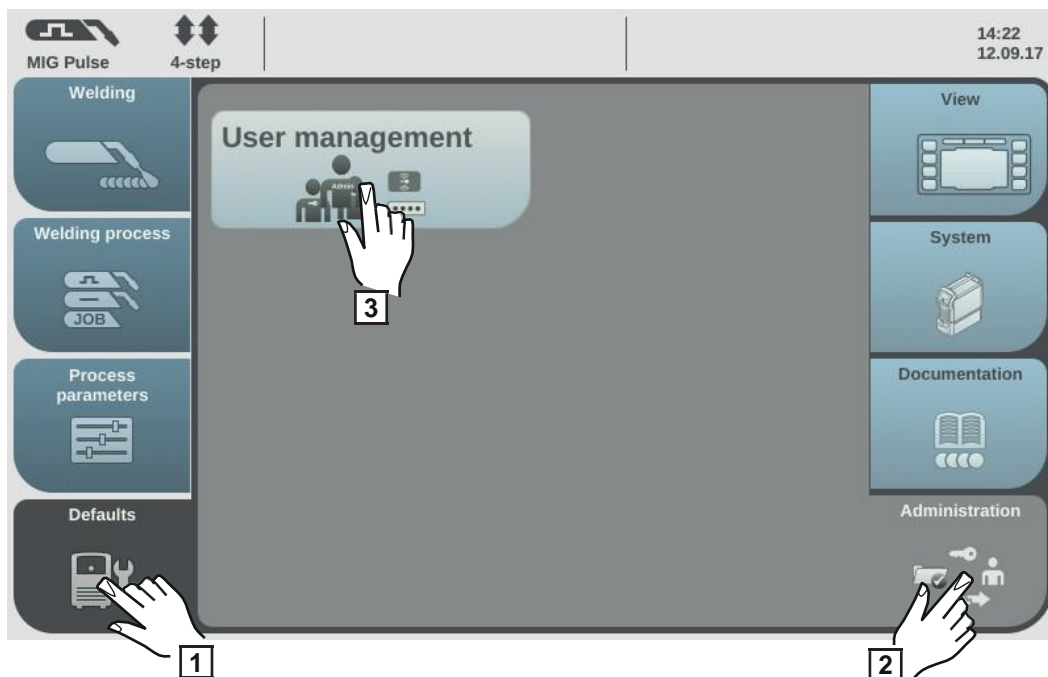 MIG Pulse
4-step
14:22
12.09.17
Welding
Welding process
JOB
Process
parameters
Defaults
User management
Admin
View
System
Documentation
Administration
3
1
2